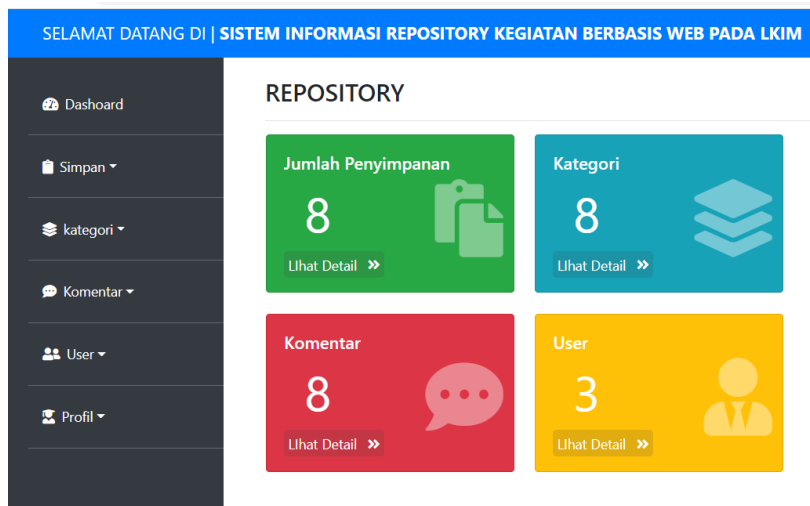 SELAMAT DATANG DI | SISTEM INFORMASI REPOSITORY KEGIATAN BERBASIS WEB PADA LKIM
Dashoard
Simpan
kategori
Komentar
User
Profil
REPOSITORY
Jumlah Penyimpanan
8
LIhat Detail
Kategori
8
LIhat Detail
Komentar
8
LIhat Detail
User
3
LIhat Detail